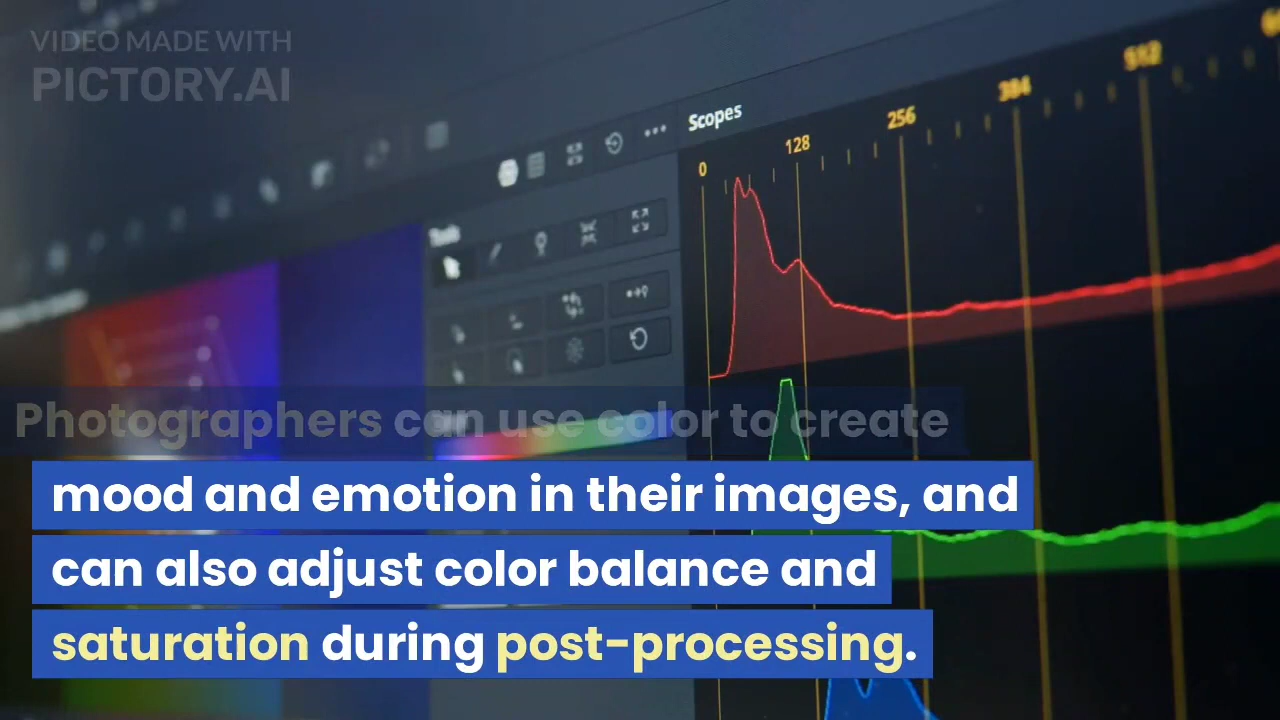 VIDEO MADE WITH
PICTORY.AI
Scopes
0 128 256 384 512
Tools
Photographers can use color to create
mood and emotion in their images, and
can also adjust color balance and
saturation during post-processing.